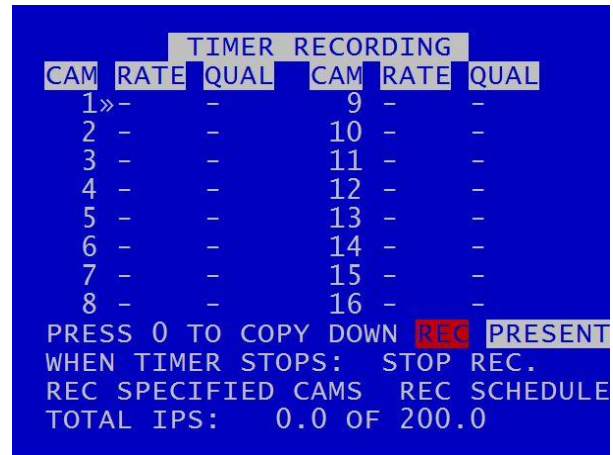 TIMER RECORDING
CAM RATE QUAL CAM RATE QUAL
1»- - 9 - -
2 - - 10 - -
3 - - 11 - -
4 - - 12 - -
5 - - 13 - -
6 - - 14 - -
7 - - 15 - -
8 - - 16 - -
PRESS 0 TO COPY DOWN REC PRESENT
WHEN TIMER STOPS: STOP REC.
REC SPECIFIED CAMS REC SCHEDULE
TOTAL IPS: 0.0 OF 200.0